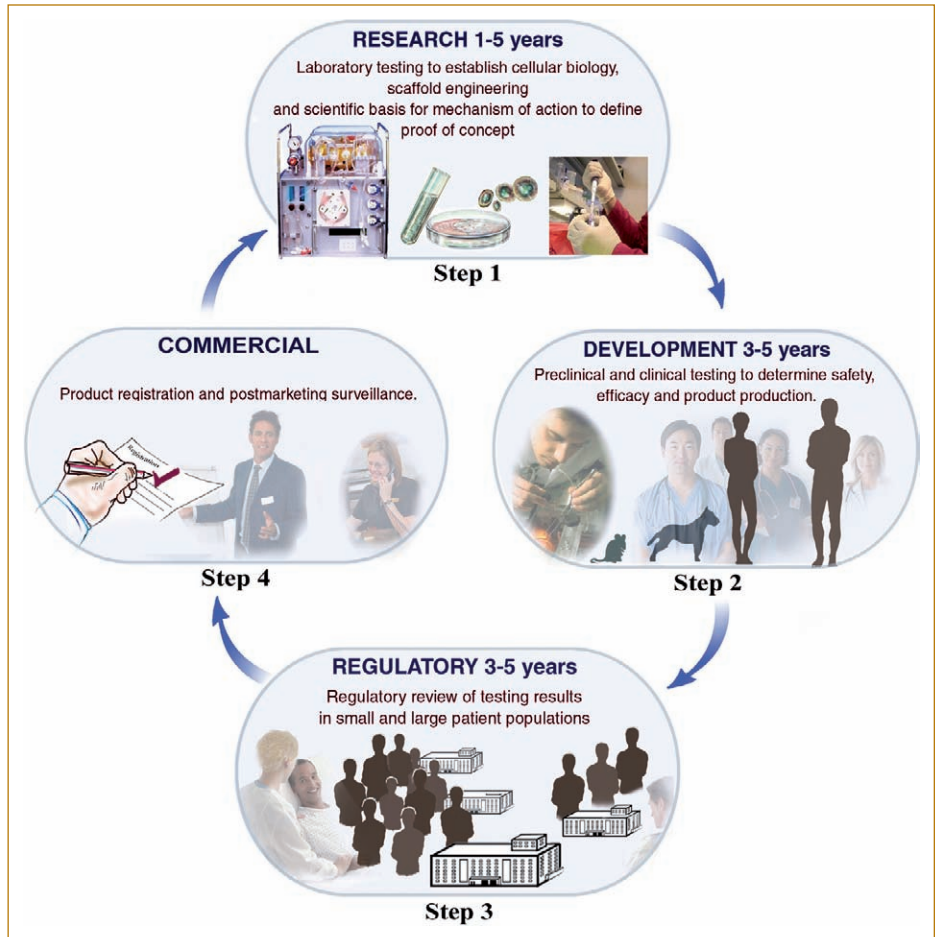 RESEARCH 1-5 years
Laboratory testing to establish cellular biology,
scaffold engineering
and scientific basis for mechanism of action to define
proof of concept
Step 1
DEVELOPMENT 3-5 years
Preclinical and clinical testing to determine safety,
efficacy and product production.
Step 2
REGULATORY 3-5 years
Regulatory review of testing results
in small and large patient populations
Step 3
COMMERCIAL
Product registration and postmarketing surveillance.
Registration
Step 4